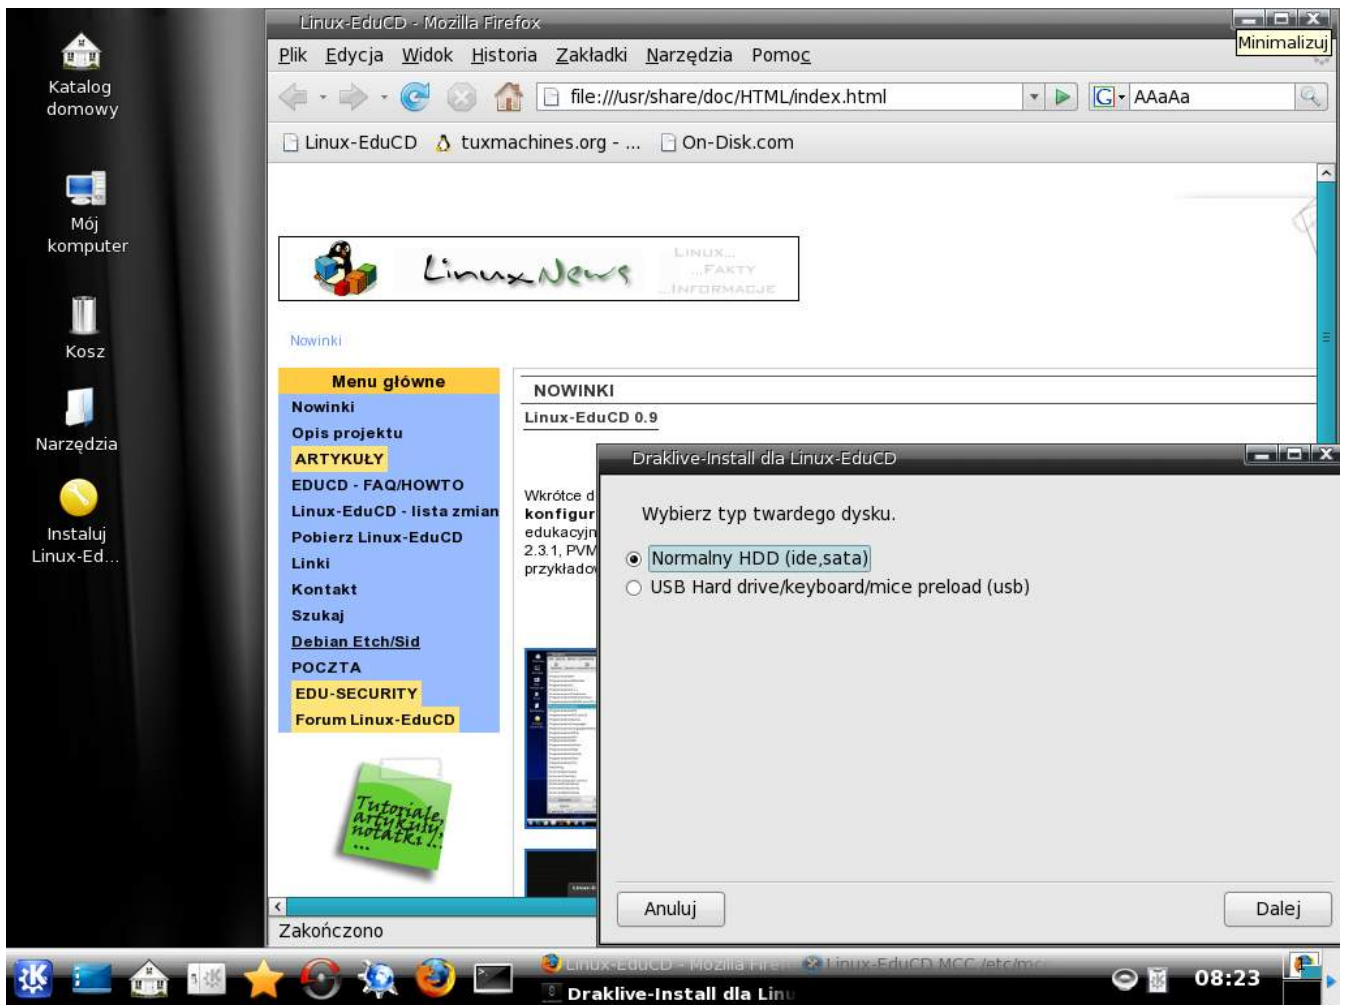 Katalog
domowy
Mój
komputer
Kosz
Narzędzia
Instaluj
Linux-Ed...
Linux-EduCD - Mozilla Firefox
Minimalizuj
Plik Edycja Widok Historia Zakładki Narzędzia Pomoc
file:///usr/share/doc/HTML/index.html
G AAaAa
Linux-EduCD tuxmachines.org - ... On-Disk.com
Linux News
Linux...
...Fakty
...Informacje
Nowinki
Menu główne
Nowinki
Opis projektu
ARTYKUŁY
EDUCD - FAQ/HOWTO
Linux-EduCD - lista zmian
Pobierz Linux-EduCD
Linki
Kontakt
Szukaj
Debian Etch/Sid
POCZTA
EDU-SECURITY
Forum Linux-EduCD
Tutoriale,
artykuły,
notatki
...
NOWINKI
Linux-EduCD 0.9
Wkrótce d
konfigur
edukacyjn
2.3.1, PVM
przykładov
Draklive-Install dla Linux-EduCD
Wybierz typ twardego dysku.
Normalny HDD (ide,sata)
USB Hard drive/keyboard/mice preload (usb)
Anuluj
Dalej
Zakończono
Linux-EduCD - Mozilla Firef
Linux-EduCD MCC /etc/mc
Draklive-Install dla Linu
08:23